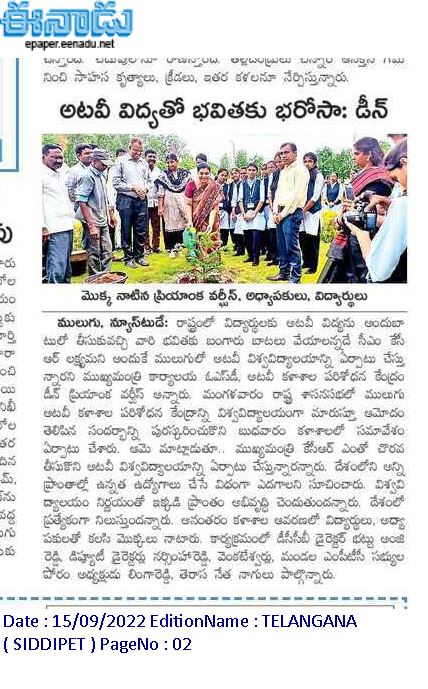 ఈనాడు
epaper.eenadu.net
నించి సాహస కృత్యాలు, క్రీడలు, ఇతర కళలనూ నేర్పిస్తున్నారు.
అటవీ విద్యతో భవితకు భరోసా: డీన్
మొక్క నాటిన ప్రియాంక వర్ఘీస్, అధ్యాపకులు, విద్యార్థులు
ములుగు, న్యూస్‌టుడే: రాష్ట్రంలో విద్యార్థులకు అటవీ విద్యను అందుబా
టులో తీసుకువచ్చి వారి భవితకు బంగారు బాటలు వేయాలన్నదే సీఎం కేసీ
ఆర్ లక్ష్యమని అందుకే ములుగులో అటవీ విశ్వవిద్యాలయాన్ని ఏర్పాటు చేస్తు
న్నారని ముఖ్యమంత్రి కార్యాలయ ఓఎస్‌డీ, అటవీ కళాశాల పరిశోధన కేంద్రం
డీన్ ప్రియాంక వర్ఘీస్ అన్నారు. మంగళవారం రాష్ట్ర శాసనసభలో ములుగు
అటవీ కళాశాల పరిశోధన కేంద్రాన్ని విశ్వవిద్యాలయంగా మారుస్తూ ఆమోదం
తెలిపిన సందర్భాన్ని పురస్కరించుకొని బుధవారం కళాశాలలో సమావేశం
ఏర్పాటు చేశారు. ఆమె మాట్లాడుతూ.. ముఖ్యమంత్రి కేసీఆర్ ఎంతో చొరవ
తీసుకొని అటవీ విశ్వవిద్యాలయాన్ని ఏర్పాటు చేస్తున్నారన్నారు. దేశంలోని అన్ని
ప్రాంతాల్లో ఉన్నత ఉద్యోగాలు చేసే విధంగా ఎదగాలని సూచించారు. విశ్వవి
ద్యాలయం నిర్ణయంతో ఇక్కడి ప్రాంతం అభివృద్ధి చెందుతుందన్నారు. దేశంలో
ప్రత్యేకంగా నిలుస్తుందన్నారు. అనంతరం కళాశాల ఆవరణలో విద్యార్థులు, అధ్యా
పకులతో కలసి మొక్కలు నాటారు. కార్యక్రమంలో డీసీసీబీ డైరెక్టర్ భట్టు అంజి
రెడ్డి, డిప్యూటీ డైరెక్టర్లు నర్సింహారెడ్డి, వెంకటేశ్వర్లు, మండల ఎంపీటీసీ సభ్యుల
ఫోరం అధ్యక్షుడు లింగారెడ్డి, తెరాస నేత నాగులు పాల్గొన్నారు.
Date : 15/09/2022 EditionName : TELANGANA
( SIDDIPET ) PageNo : 02